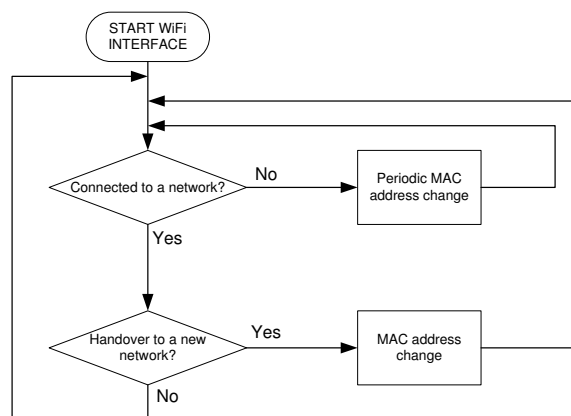 START WiFi
INTERFACE
Connected to a network?
No
Periodic MAC
address change
Yes
Handover to a new
network?
Yes
MAC address
change
No